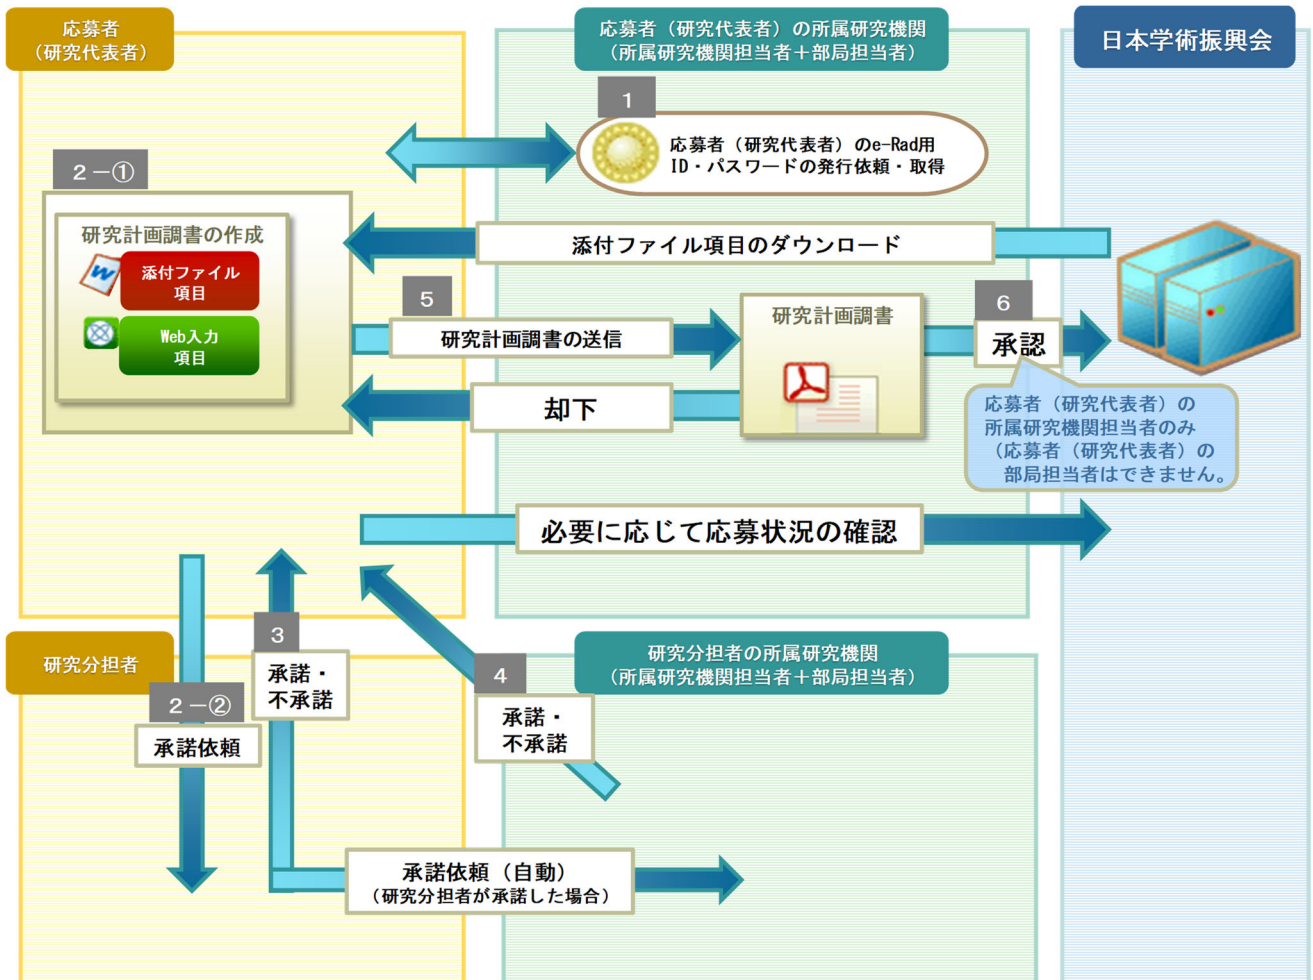 応募者
（研究代表者）
応募者（研究代表者）の所属研究機関
（所属研究機関担当者＋部局担当者）
日本学術振興会
1
応募者（研究代表者）のe-Rad用
ID・パスワードの発行依頼・取得
2－①
研究計画調書の作成
添付ファイル
項目
Web入力
項目
添付ファイル項目のダウンロード
5
研究計画調書の送信
研究計画調書
6
承認
却下
応募者（研究代表者）の
所属研究機関担当者のみ
（応募者（研究代表者）の
部局担当者はできません。
必要に応じて応募状況の確認
研究分担者
3
承諾・
不承諾
2－②
承諾依頼
研究分担者の所属研究機関
（所属研究機関担当者＋部局担当者）
4
承諾・
不承諾
承諾依頼（自動）
（研究分担者が承諾した場合）